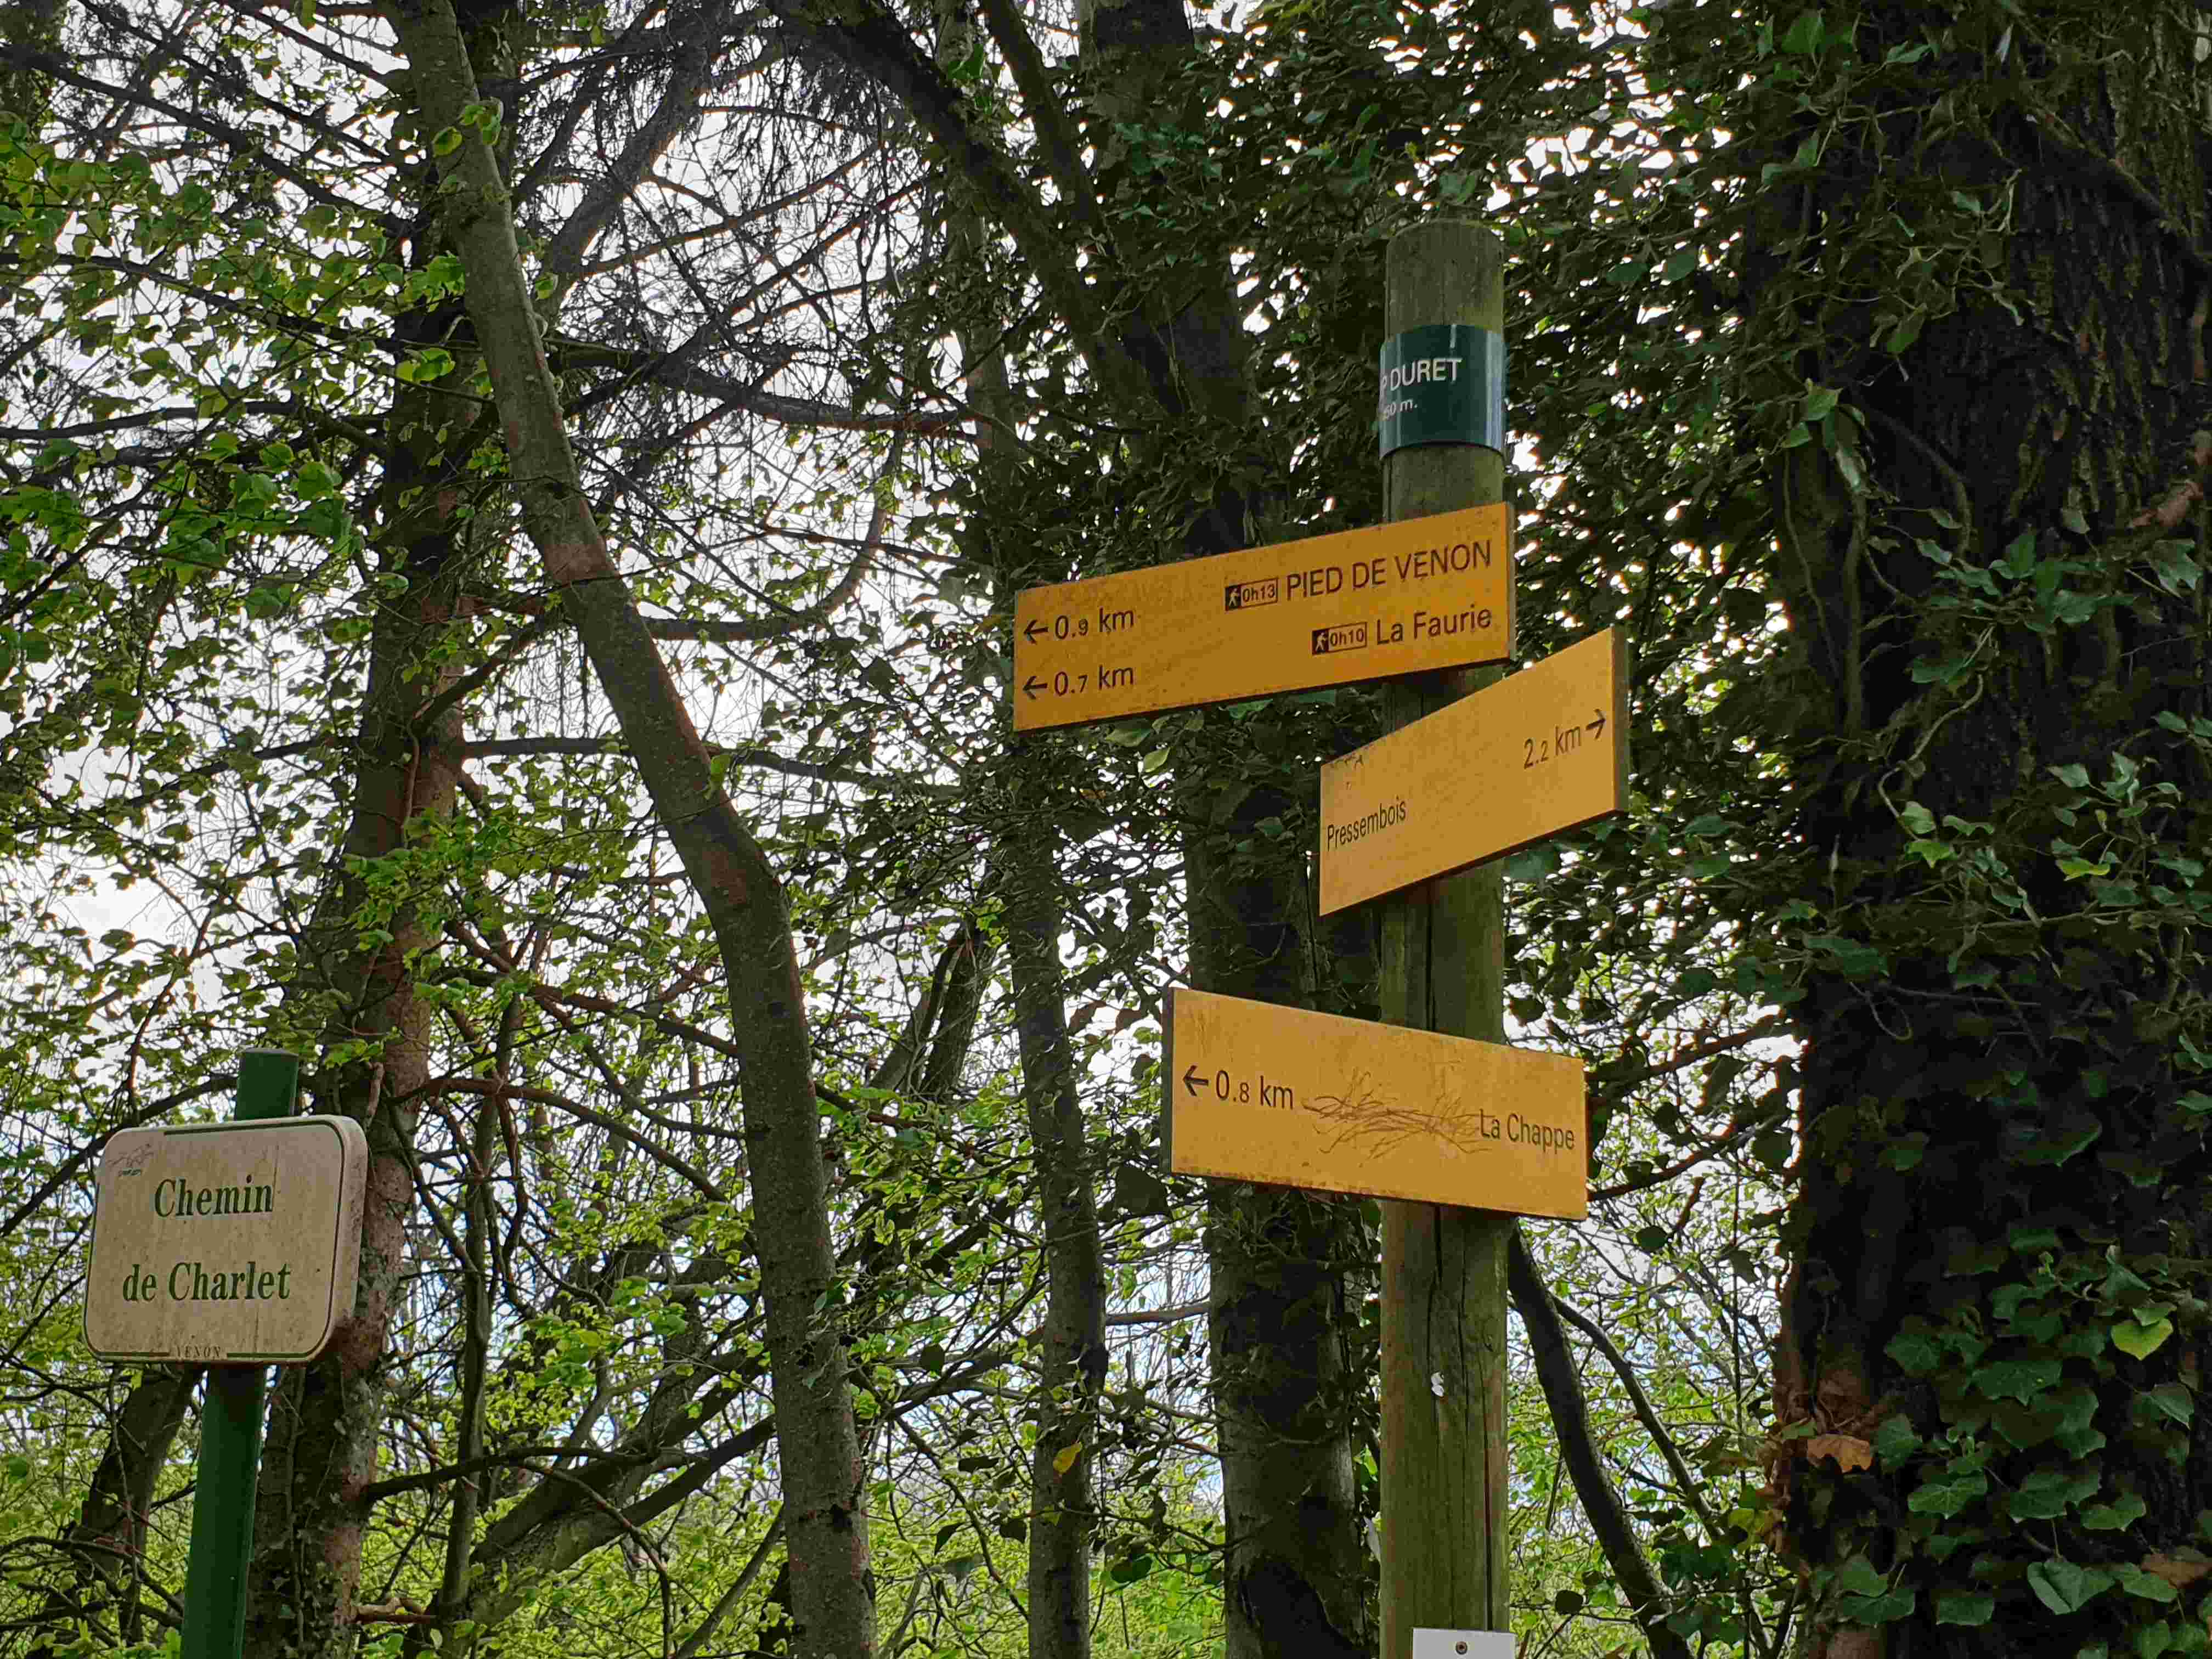 DURET
0h13 PIED DE VENON
← 0.9 km
0h10 La Faurie
← 0.7 km
2.2 km →
Pressembois
← 0.8 km La Chappe
Chemin
de Charlet
VENON